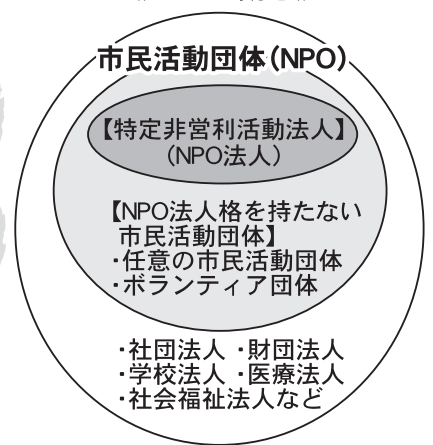 市民活動団体(NPO)
【特定非営利活動法人】
(NPO法人)
【NPO法人格を持たない
市民活動団体】
・任意の市民活動団体
・ボランティア団体
・社団法人 ・財団法人
・学校法人 ・医療法人
・社会福祉法人など